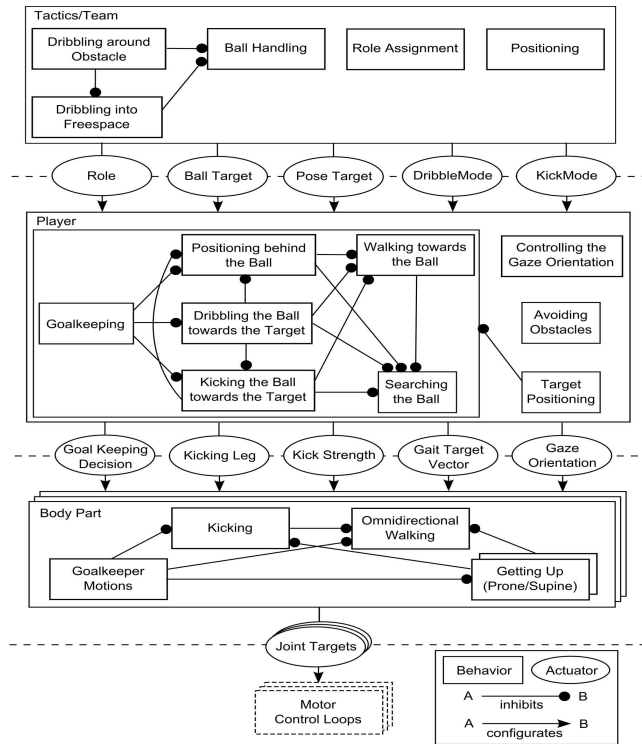 Tactics/Team
Dribbling around
Obstacle
Ball Handling
Role Assignment
Positioning
Dribbling into
Freespace
Role
Ball Target
Pose Target
DribbleMode
KickMode
Player
Positioning behind
the Ball
Walking towards
the Ball
Controlling the
Gaze Orientation
Goalkeeping
Dribbling the Ball
towards the Target
Avoiding
Obstacles
Kicking the Ball
towards the Target
Searching
the Ball
Target
Positioning
Goal Keeping
Decision
Kicking Leg
Kick Strength
Gait Target
Vector
Gaze
Orientation
Body Part
Kicking
Omnidirectional
Walking
Goalkeeper
Motions
Getting Up
(Prone/Supine)
Joint Targets
Motor
Control Loops
Behavior
Actuator
A
B
inhibits
A
B
configurates